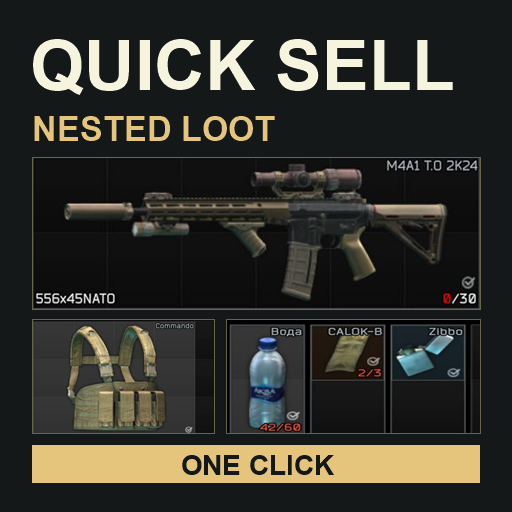 QUICK SELL
NESTED LOOT
M4A1 T.O 2K24
556x45NATO
0/30
Commando
Вода
42/60
CALOK-B
2/3
Zibbo
ONE CLICK